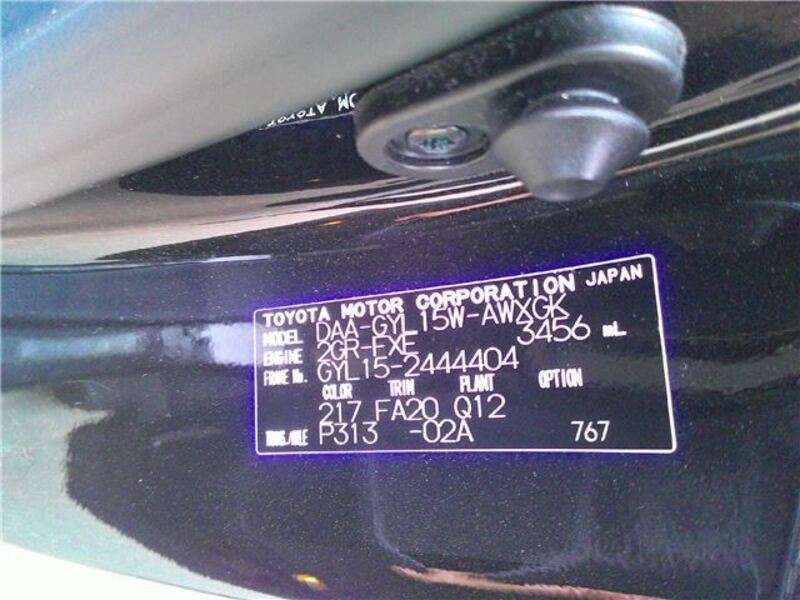 TOYOTA MOTOR CORPORATION JAPAN
MODEL DAA-GYL15W-AWXGK
ENGINE 2GR-FXE 3456 mL
FRAME No. GYL15-2444404
COLOR TRIM PLANT OPTION
217 FA20 Q12
TRANS./AXLE P313 -02A 767